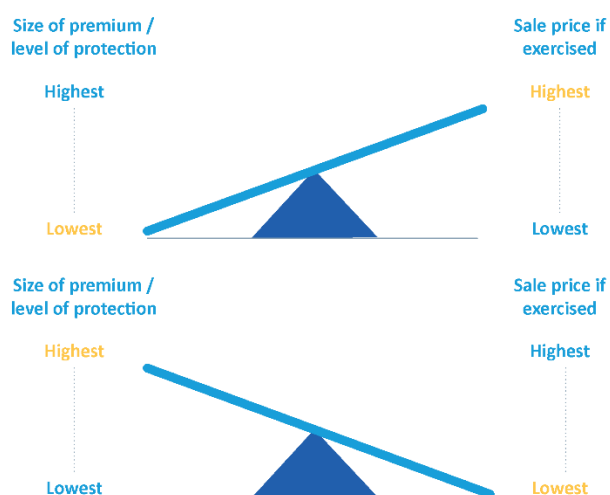 Size of premium /
level of protection
Sale price if
exercised
Highest
Highest
Lowest
Lowest
Size of premium /
level of protection
Sale price if
exercised
Highest
Highest
Lowest
Lowest